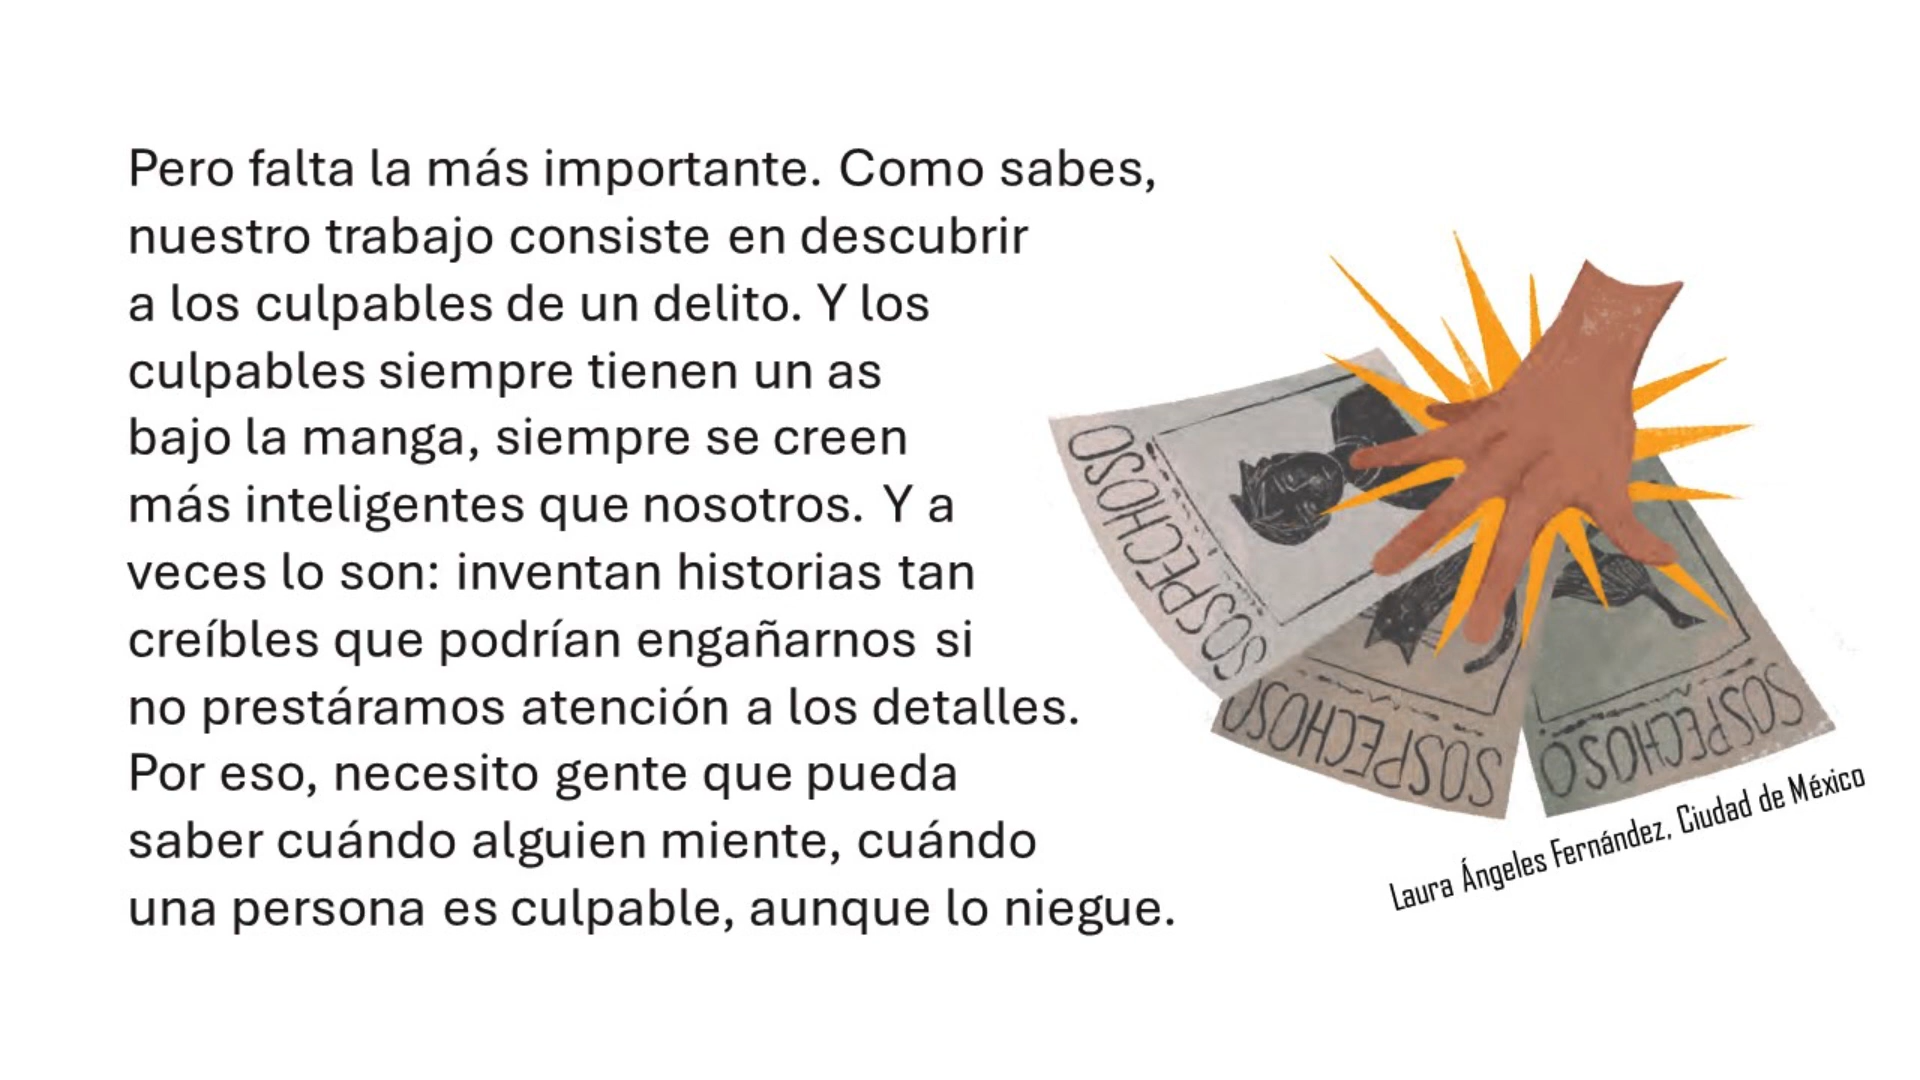 Pero falta la más importante. Como sabes,
nuestro trabajo consiste en descubrir
a los culpables de un delito. Y los
culpables siempre tienen un as
bajo la manga, siempre se creen
más inteligentes que nosotros. Y a
veces lo son: inventan historias tan
creíbles que podrían engañarnos si
no prestáramos atención a los detalles.
Por eso, necesito gente que pueda
saber cuándo alguien miente, cuándo
una persona es culpable, aunque lo niegue.
SOSPECHOSO
SOSPECHOSO
SOSPECHOSO
Laura Ángeles Fernández, Ciudad de México